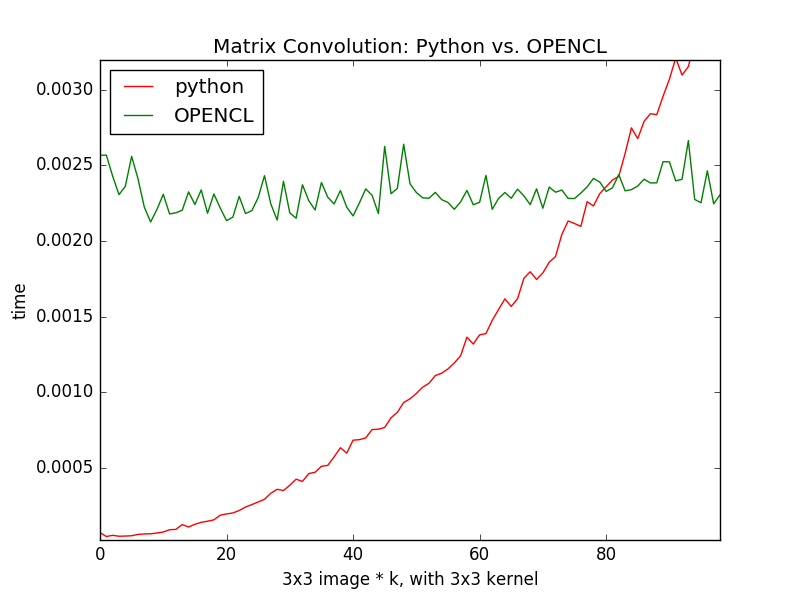 Matrix Convolution: Python vs. OPENCL
python
OPENCL
0.0030
0.0025
0.0020
0.0015
0.0010
0.0005
time
0
20
40
60
80
3x3 image * k, with 3x3 kernel